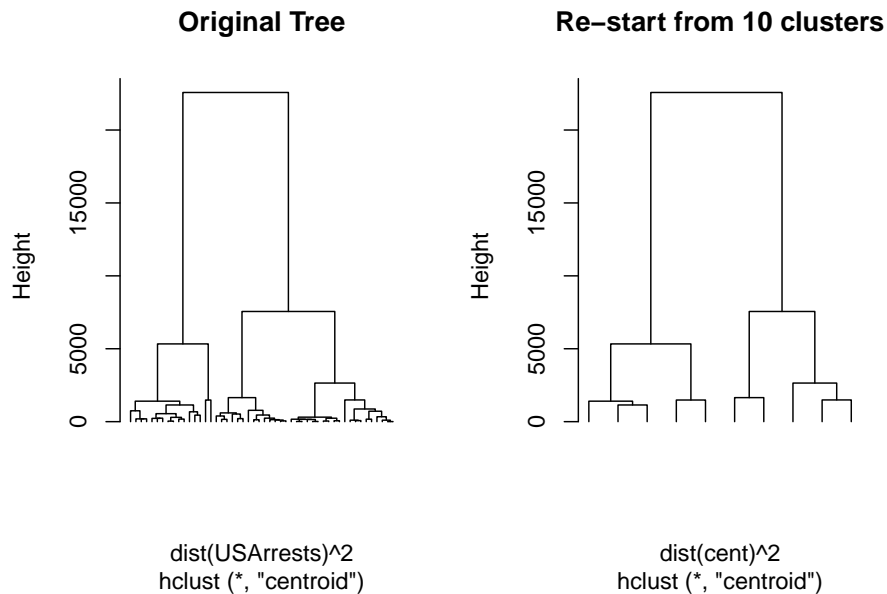 Original Tree
Height
0
5000
15000
dist(USArrests)^2
hclust (*, "centroid")
Re−start from 10 clusters
Height
0
5000
15000
dist(cent)^2
hclust (*, "centroid")